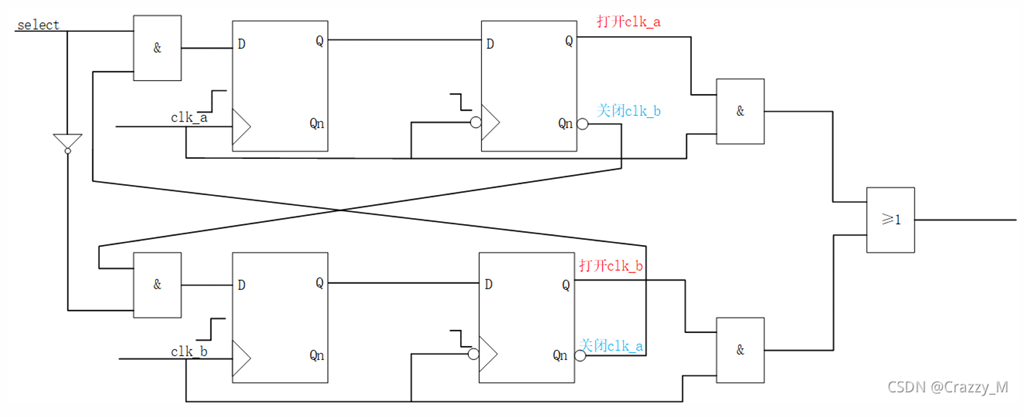 select
&
D
Q
Qn
clk_a
D
Q
Qn
打开clk_a
关闭clk_b
&
≥1
&
D
Q
Qn
clk_b
D
Q
Qn
打开clk_b
关闭clk_a
&
CSDN @Crazzy_M